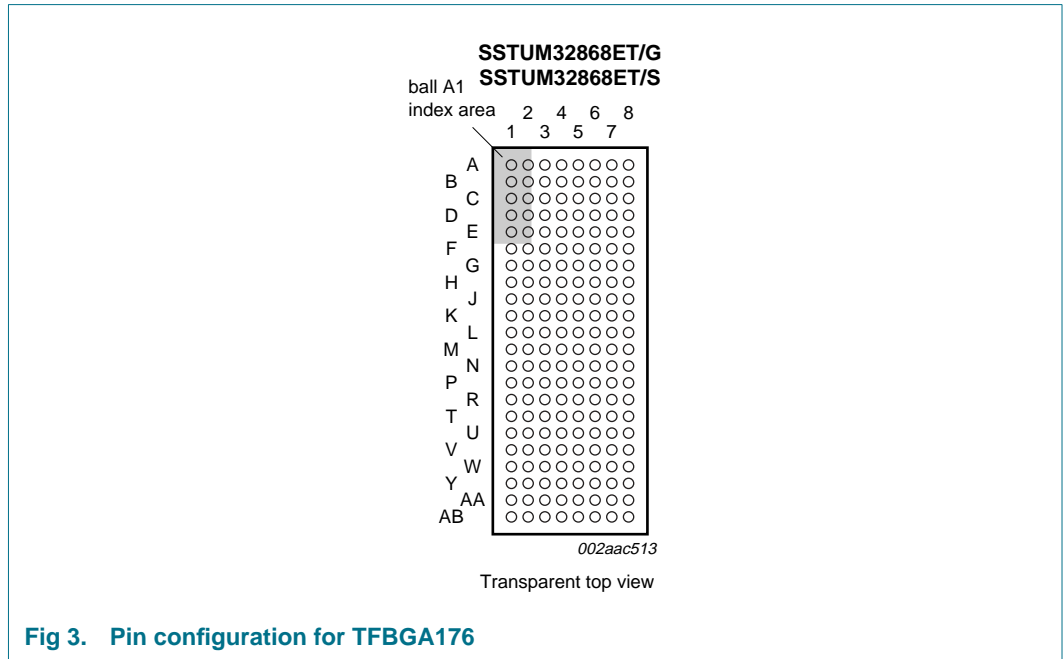 SSTUM32868ET/G
SSTUM32868ET/S
ball A1
index area
2 4 6 8
1 3 5 7
A
B
C
D
E
F
G
H
J
K
L
M
N
P
R
T
U
V
W
Y
AA
AB
002aac513
Transparent top view
Fig 3. Pin configuration for TFBGA176